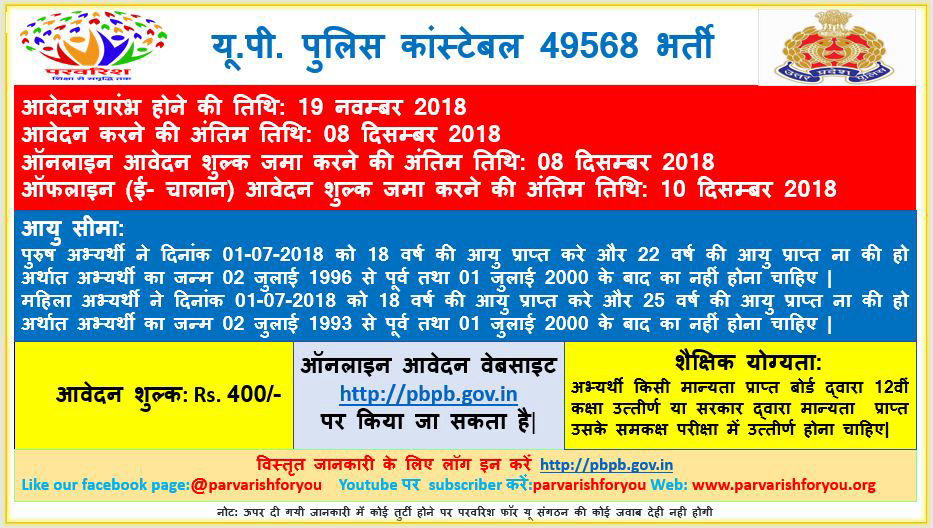 परवरिश
शिक्षा से समृद्धि तक
यू.पी. पुलिस कांस्टेबल 49568 भर्ती
उत्तर प्रदेश पुलिस
आवेदन प्रारंभ होने की तिथि: 19 नवम्बर 2018
आवेदन करने की अंतिम तिथि: 08 दिसम्बर 2018
ऑनलाइन आवेदन शुल्क जमा करने की अंतिम तिथि: 08 दिसम्बर 2018
ऑफलाइन (ई- चालान) आवेदन शुल्क जमा करने की अंतिम तिथि: 10 दिसम्बर 2018
आयु सीमा:
पुरुष अभ्यर्थी ने दिनांक 01-07-2018 को 18 वर्ष की आयु प्राप्त करे और 22 वर्ष की आयु प्राप्त ना की हो
अर्थात अभ्यर्थी का जन्म 02 जुलाई 1996 से पूर्व तथा 01 जुलाई 2000 के बाद का नहीं होना चाहिए |
महिला अभ्यर्थी ने दिनांक 01-07-2018 को 18 वर्ष की आयु प्राप्त करे और 25 वर्ष की आयु प्राप्त ना की हो
अर्थात अभ्यर्थी का जन्म 02 जुलाई 1993 से पूर्व तथा 01 जुलाई 2000 के बाद का नहीं होना चाहिए |
आवेदन शुल्क: Rs. 400/-
ऑनलाइन आवेदन वेबसाइट
http://pbpb.gov.in
पर किया जा सकता है|
शैक्षिक योग्यता:
अभ्यर्थी किसी मान्यता प्राप्त बोर्ड द्वारा 12वीं
कक्षा उत्तीर्ण या सरकार द्वारा मान्यता प्राप्त
उसके समकक्ष परीक्षा में उत्तीर्ण होना चाहिए|
विस्तृत जानकारी के लिए लॉग इन करें http://pbpb.gov.in
Like our facebook page:@parvarishforyou Youtube पर subscriber करें:parvarishforyou Web: www.parvarishforyou.org
नोट: ऊपर दी गयी जानकारी में कोई तुर्टी होने पर परवरिश फॉर यू संगठन की कोई जवाब देही नही होगी